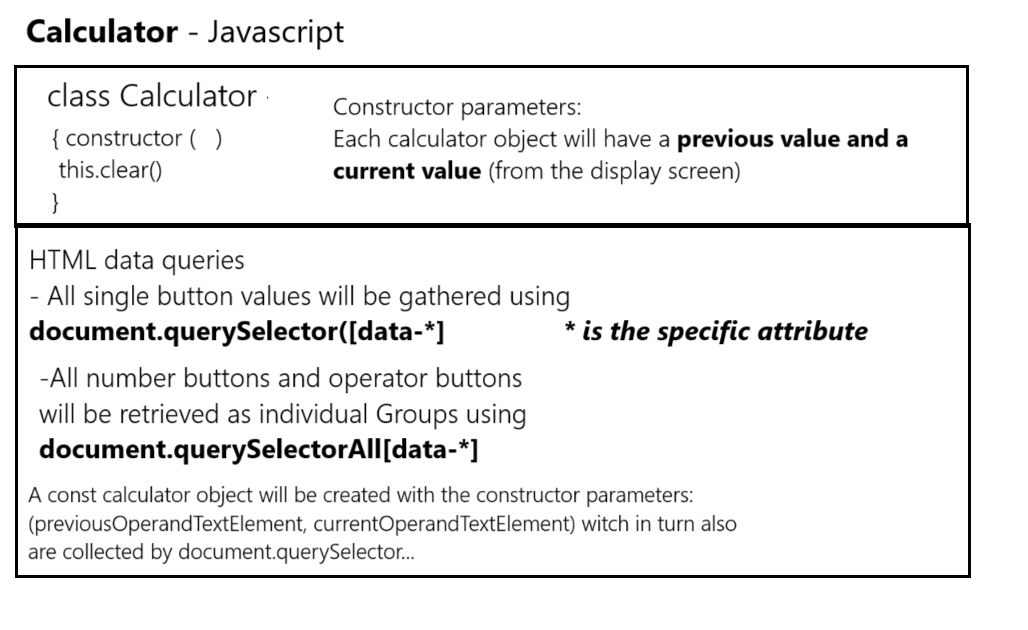 Calculator - Javascript
class Calculator
{ constructor (   )
this.clear()
}
Constructor parameters:
Each calculator object will have a previous value and a
current value (from the display screen)
HTML data queries
- All single button values will be gathered using
document.querySelector([data-*]
* is the specific attribute
-All number buttons and operator buttons
will be retrieved as individual Groups using
document.querySelectorAll[data-*]
A const calculator object will be created with the constructor parameters:
(previousOperandTextElement, currentOperandTextElement) witch in turn also
are collected by document.querySelector...